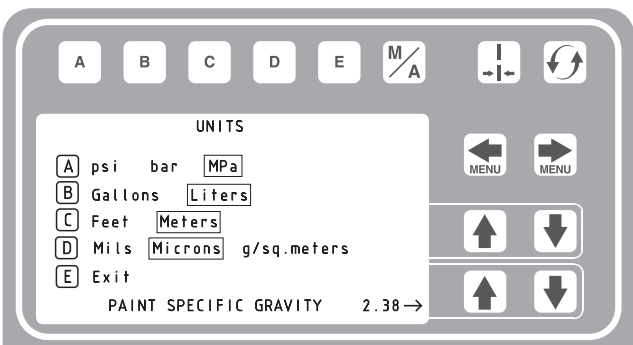 A B C D E M/A
UNITS
A psi bar MPa
B Gallons Liters
C Feet Meters
D Mils Microns g/sq.meters
E Exit
PAINT SPECIFIC GRAVITY 2.38→
MENU MENU